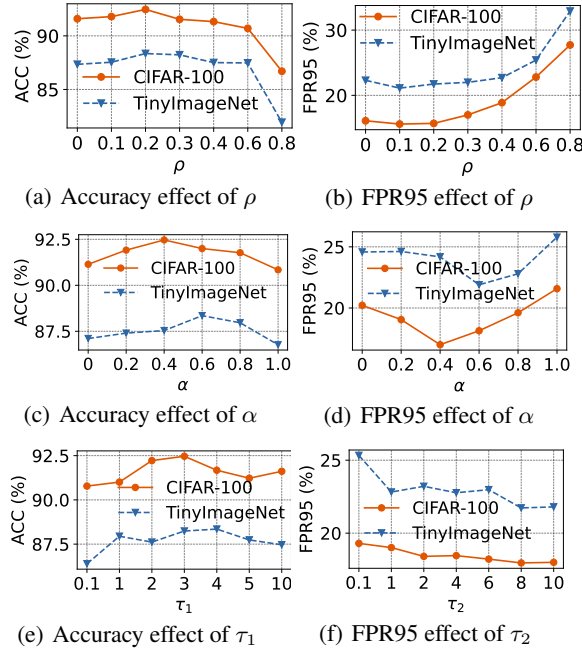 90
85
ACC (%)
CIFAR-100
TinyImageNet
0 0.1 0.2 0.3 0.4 0.6 0.8
ρ
(a) Accuracy effect of ρ
30
20
FPR95 (%)
CIFAR-100
TinyImageNet
0 0.1 0.2 0.3 0.4 0.6 0.8
ρ
(b) FPR95 effect of ρ
92.5
90.0
87.5
ACC (%)
CIFAR-100
TinyImageNet
0 0.2 0.4 0.6 0.8 1.0
α
(c) Accuracy effect of α
25
20
FPR95 (%)
CIFAR-100
TinyImageNet
0 0.2 0.4 0.6 0.8 1.0
α
(d) FPR95 effect of α
92.5
90.0
87.5
ACC (%)
CIFAR-100
TinyImageNet
0.1 1 2 3 4 5 10
τ₁
(e) Accuracy effect of τ₁
25
20
FPR95 (%)
CIFAR-100
TinyImageNet
0.1 1 2 4 6 8 10
τ₂
(f) FPR95 effect of τ₂